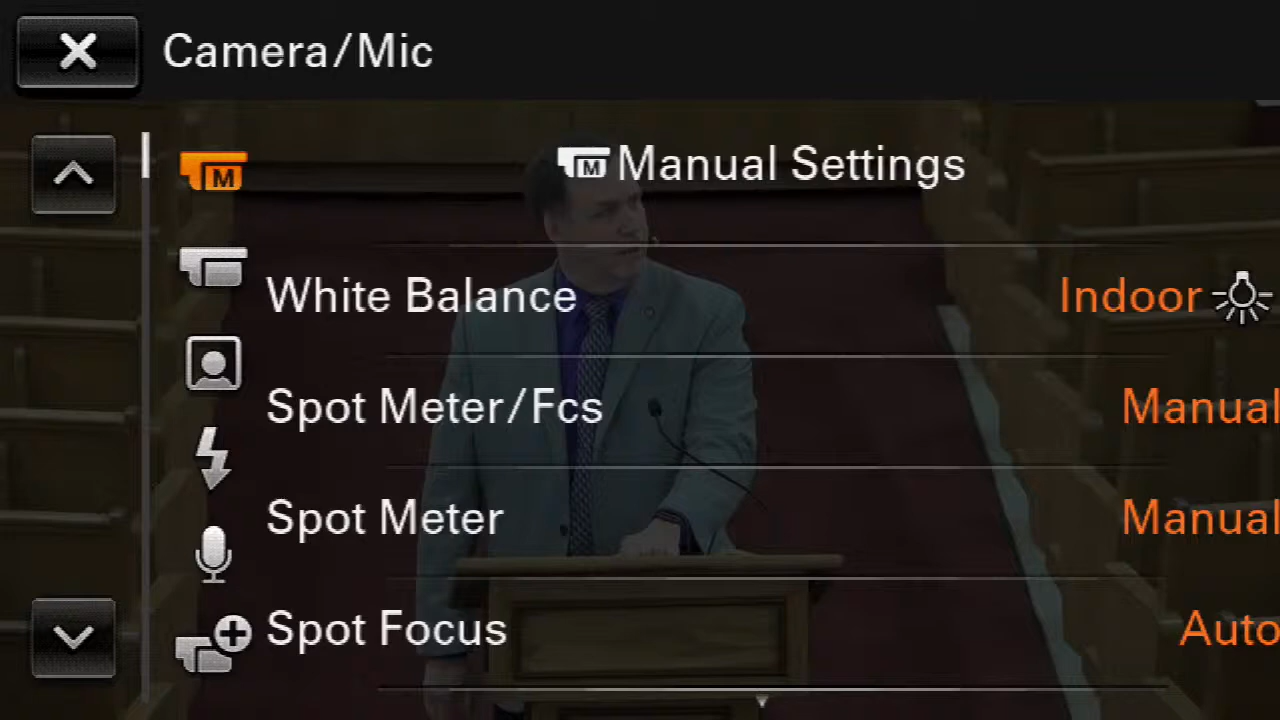 Camera/Mic
M Manual Settings
M
White Balance Indoor
Spot Meter/Fcs Manual
Spot Meter Manual
Spot Focus Auto